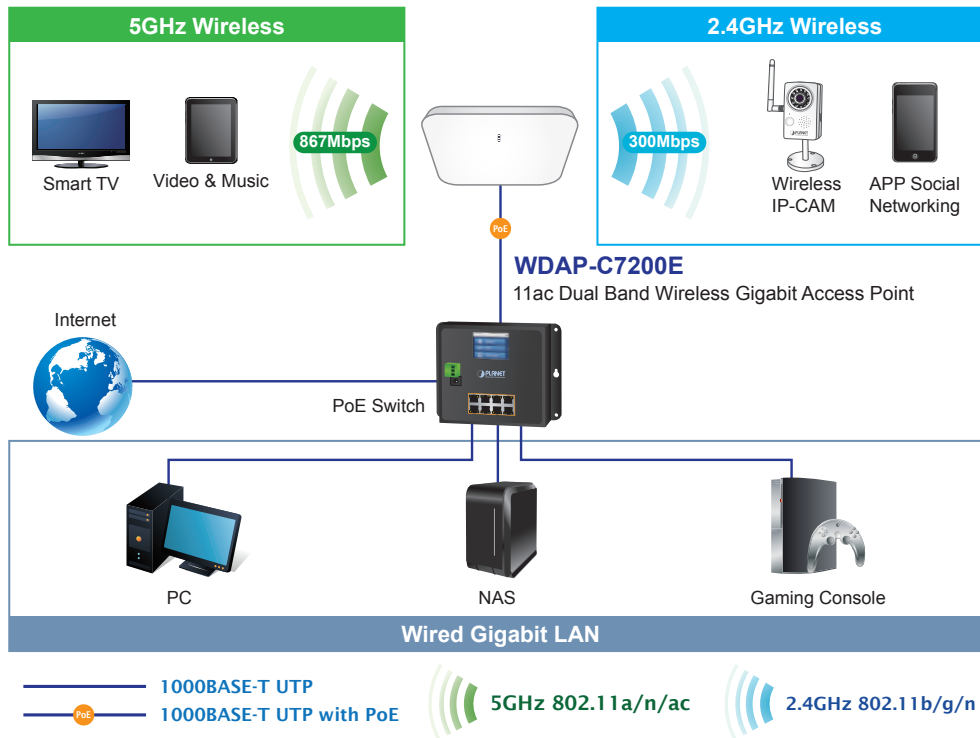 5GHz Wireless
2.4GHz Wireless
867Mbps
300Mbps
PLANET
Smart TV
Video & Music
Wireless
IP-CAM
APP Social
Networking
PoE
WDAP-C7200E
11ac Dual Band Wireless Gigabit Access Point
Internet
PLANET
PoE Switch
PC
NAS
Gaming Console
Wired Gigabit LAN
1000BASE-T UTP
PoE
1000BASE-T UTP with PoE
5GHz 802.11a/n/ac
2.4GHz 802.11b/g/n